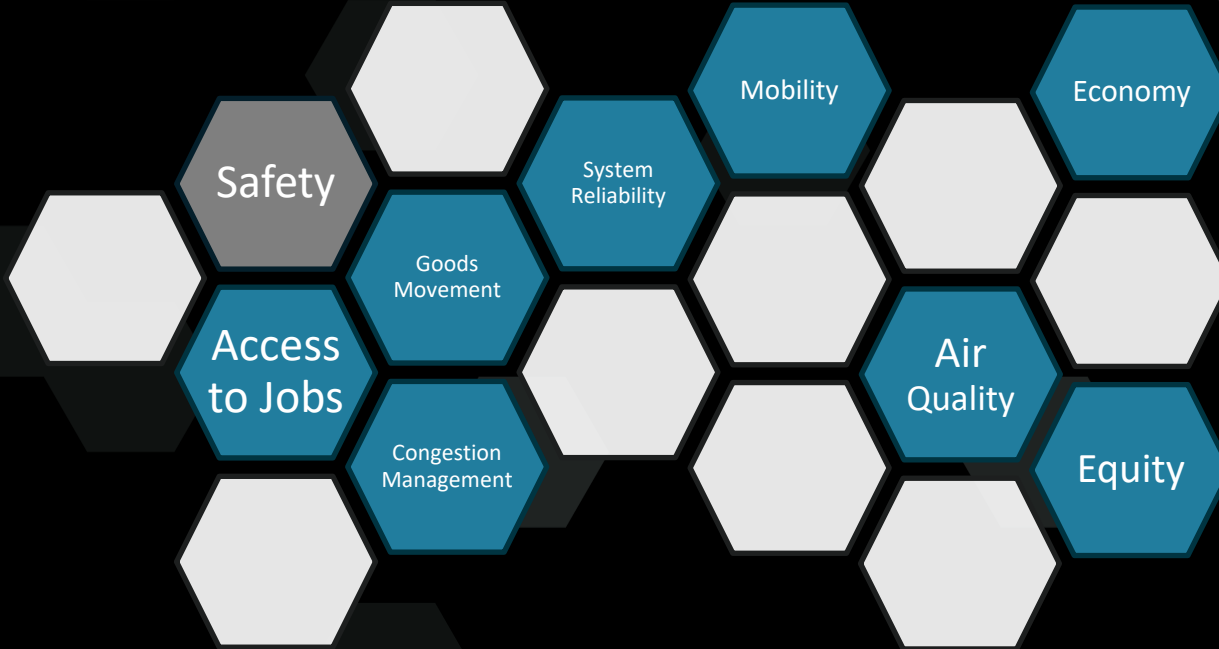 Mobility
Economy
Safety
System
Reliability
Goods
Movement
Access
to Jobs
Air
Quality
Congestion
Management
Equity